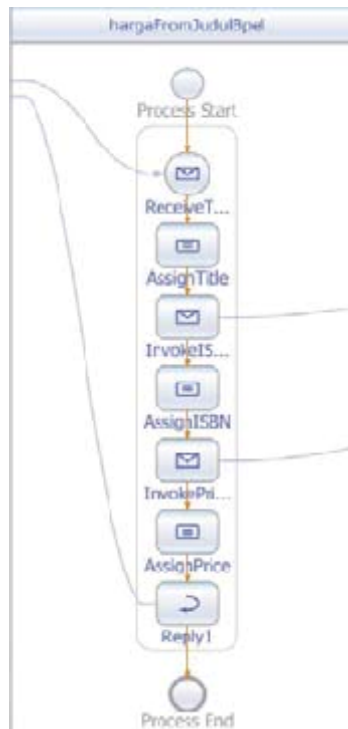 hargaFromJudulBpel
Process Start
ReceiveT...
AssignTitle
InvokeIS...
AssignISBN
InvokePri...
AssignPrice
Reply1
Process End